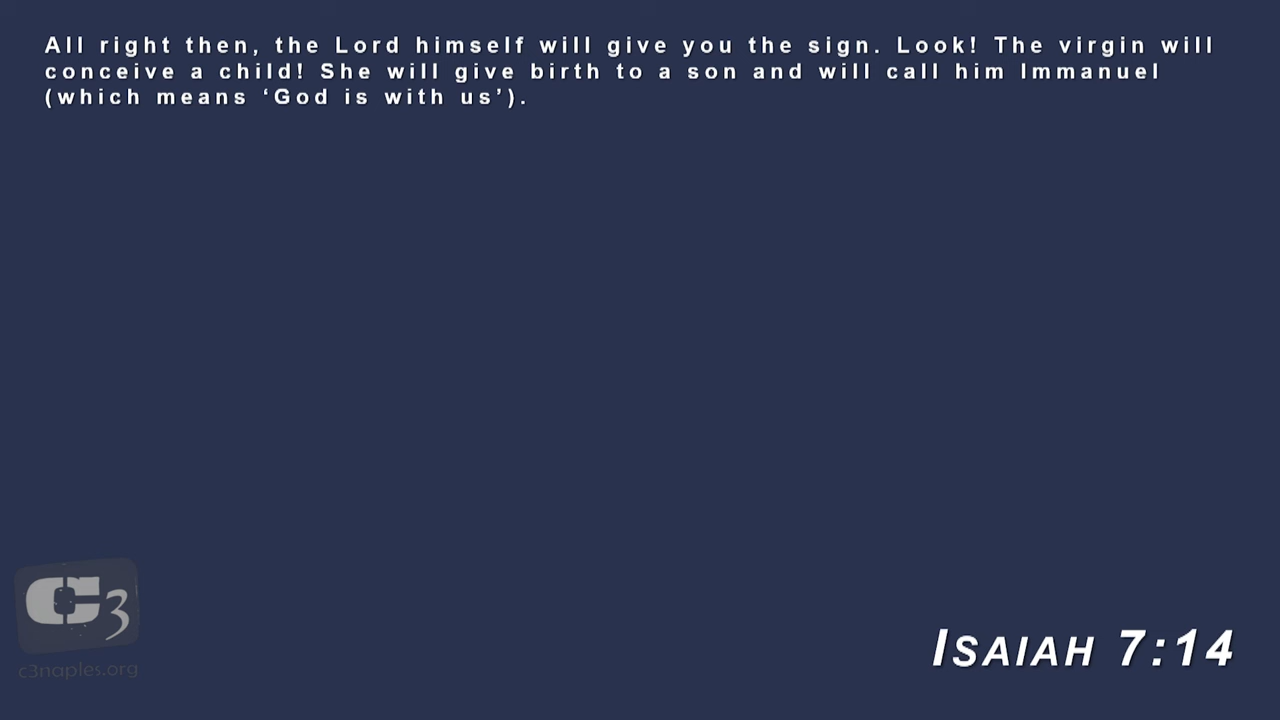 All right then, the Lord himself will give you the sign. Look! The virgin will
conceive a child! She will give birth to a son and will call him Immanuel
(which means ‘God is with us’).
C3
c3naples.org
ISAIAH 7:14